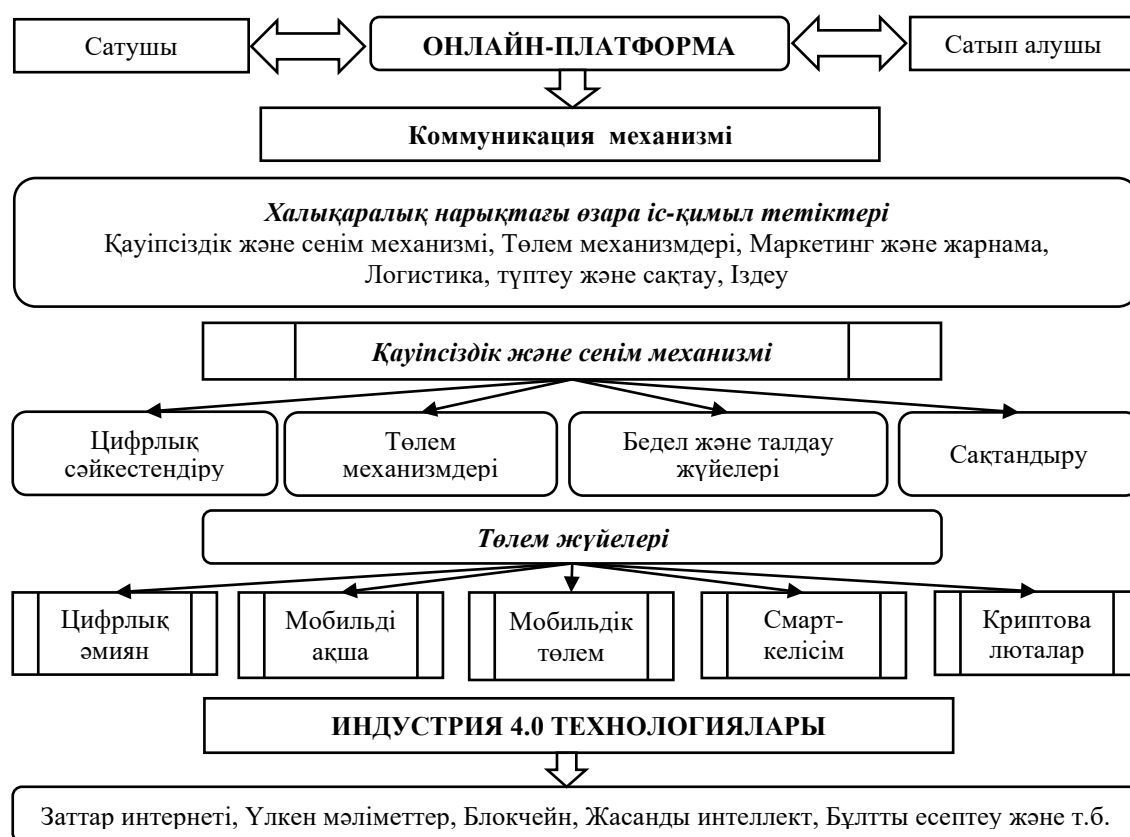 Сатушы
ОНЛАЙН-ПЛАТФОРМА
Сатып алушы
Коммуникация механизмі
Халықаралық нарықтағы өзара іс-қимыл тетіктері
Қауіпсіздік және сенім механизмі, Төлем механизмдері, Маркетинг және жарнама,
Логистика, түптеу және сақтау, Іздеу
Қауіпсіздік және сенім механизмі
Цифрлық
сәйкестендіру
Төлем
механизмдері
Бедел және талдау
жүйелері
Сақтандыру
Төлем жүйелері
Цифрлық
әмиян
Мобильді
ақша
Мобильдік
төлем
Смарт-
келісім
Криптова
люталар
ИНДУСТРИЯ 4.0 ТЕХНОЛОГИЯЛАРЫ
Заттар интернеті, Үлкен мәліметтер, Блокчейн, Жасанды интеллект, Бұлтты есептеу және т.б.